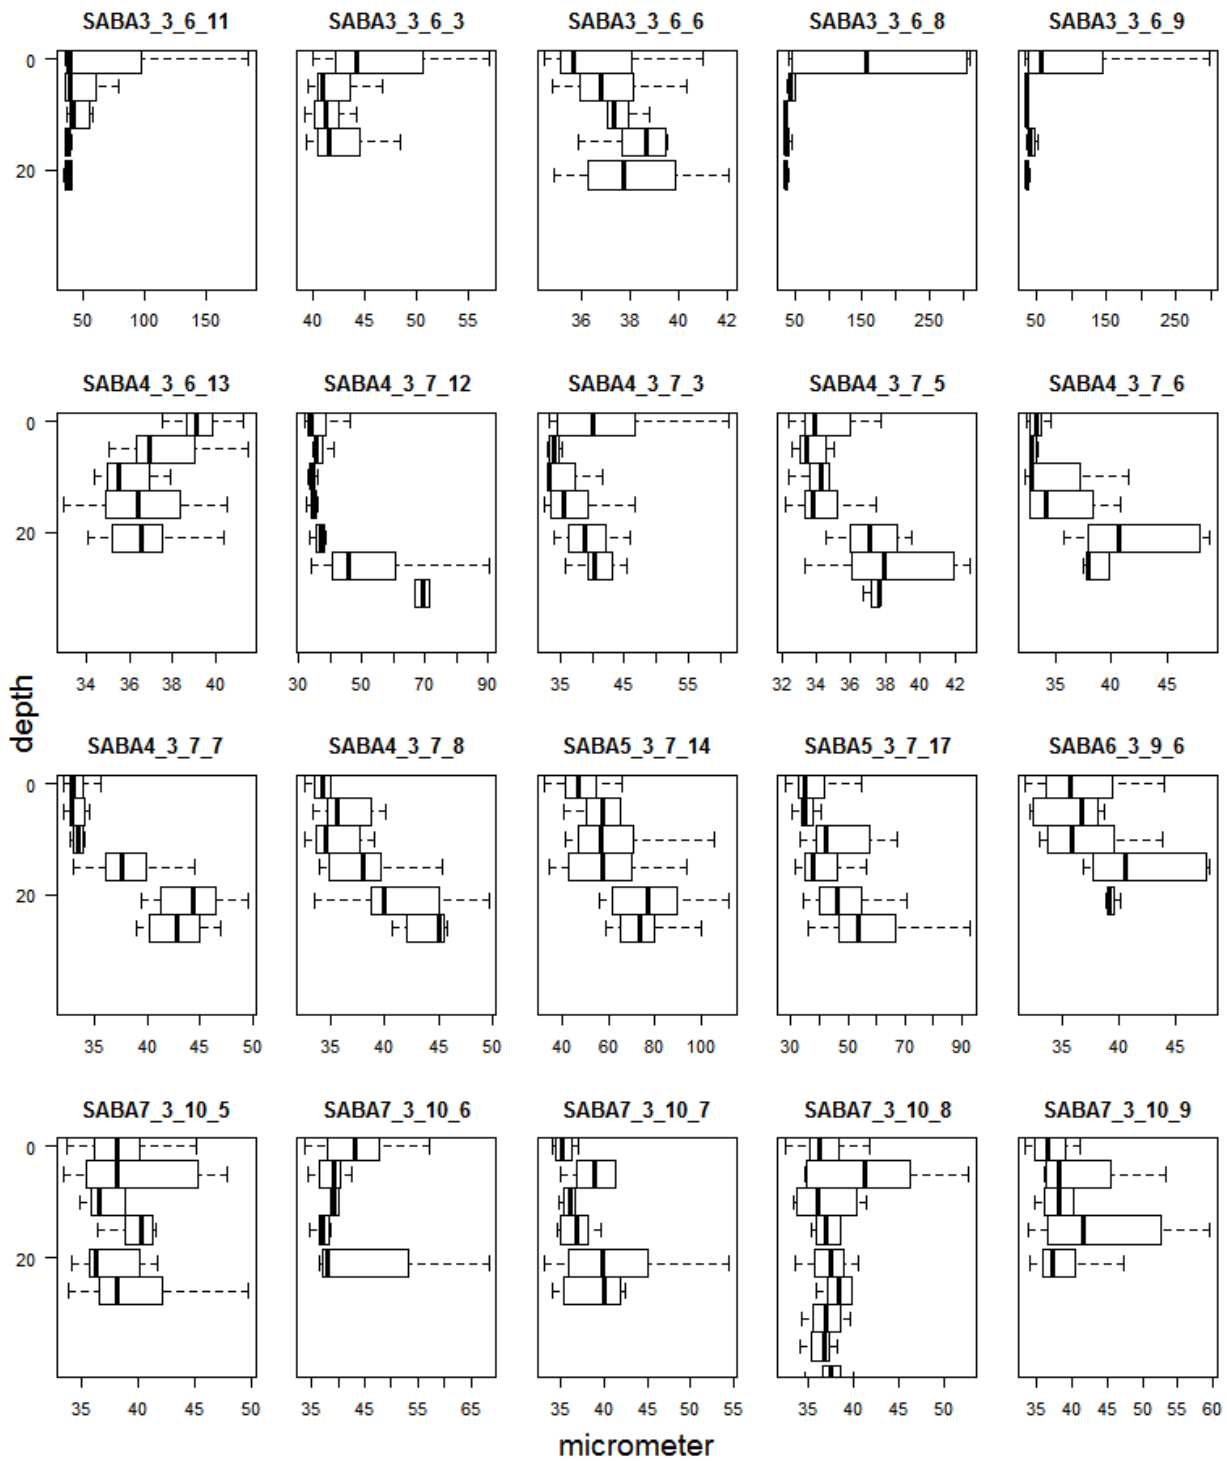 SABA3_3_6_11 SABA3_3_6_3 SABA3_3_6_6 SABA3_3_6_8 SABA3_3_6_9
0
20
50 100 150 40 45 50 55 36 38 40 42 50 150 250 50 150 250
SABA4_3_6_13 SABA4_3_7_12 SABA4_3_7_3 SABA4_3_7_5 SABA4_3_7_6
0
20
34 36 38 40 30 50 70 90 35 45 55 32 34 36 38 40 42 35 40 45
depth
SABA4_3_7_7 SABA4_3_7_8 SABA5_3_7_14 SABA5_3_7_17 SABA6_3_9_6
0
20
35 40 45 50 35 40 45 50 40 60 80 100 30 50 70 90 35 40 45
SABA7_3_10_5 SABA7_3_10_6 SABA7_3_10_7 SABA7_3_10_8 SABA7_3_10_9
0
20
35 40 45 50 35 45 55 65 35 40 45 50 55 35 40 45 50 35 40 45 50 55 60
micrometer